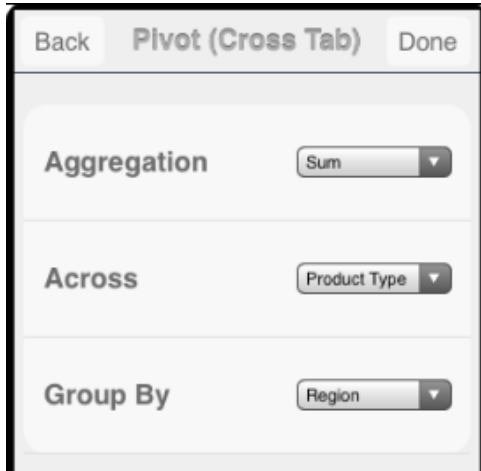 Back Pivot (Cross Tab) Done
Aggregation Sum
Across Product Type
Group By Region